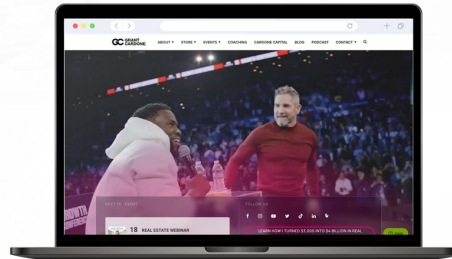 GC GRANT CARDONE.
ABOUT ▾ STORE ▾ EVENTS ▾ COACHING CARDONE CAPITAL BLOG PODCAST CONTACT ▾
FOLLOW US
18 REAL ESTATE WEBINAR
LEARN HOW I TURNED $3,000 INTO $4 BILLION IN REAL